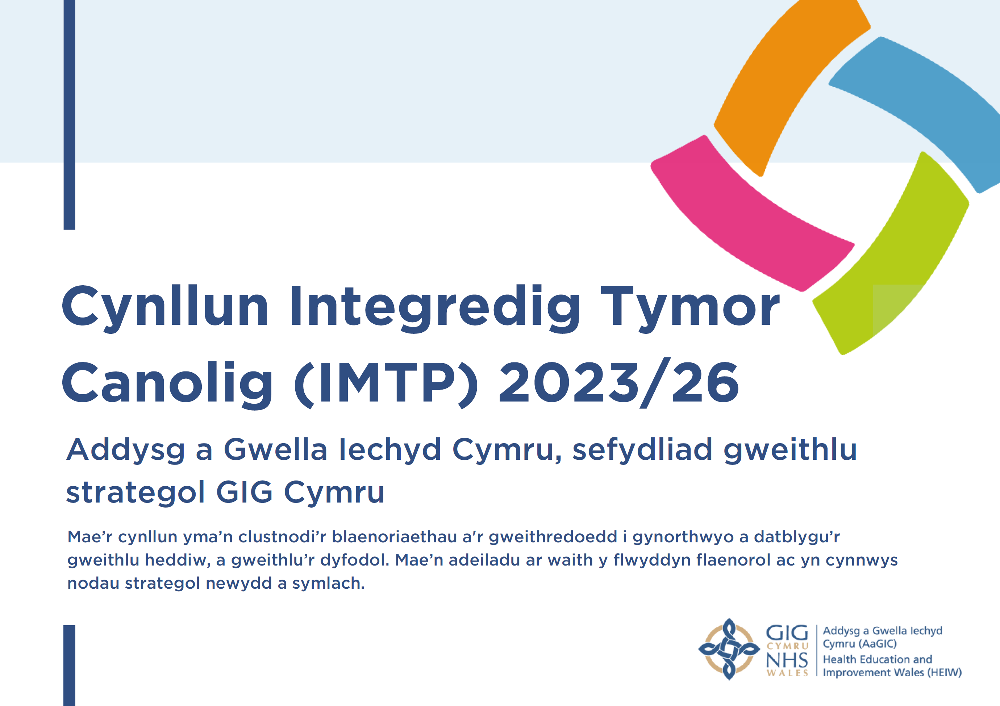 Cynllun Integredig Tymor
Canolig (IMTP) 2023/26
Addysg a Gwella Iechyd Cymru, sefydliad gweithlu
strategol GIG Cymru
Mae’r cynllun yma’n clustnodi’r blaenoriaethau a'r gweithredoedd i gynorthwyo a datblygu’r
gweithlu heddiw, a gweithlu’r dyfodol. Mae’n adeiladu ar waith y flwyddyn flaenorol ac yn cynnwys
nodau strategol newydd a symlach.
GIG
CYMRU
NHS
WALES
Addysg a Gwella Iechyd
Cymru (AaGIC)
Health Education and
Improvement Wales (HEIW)